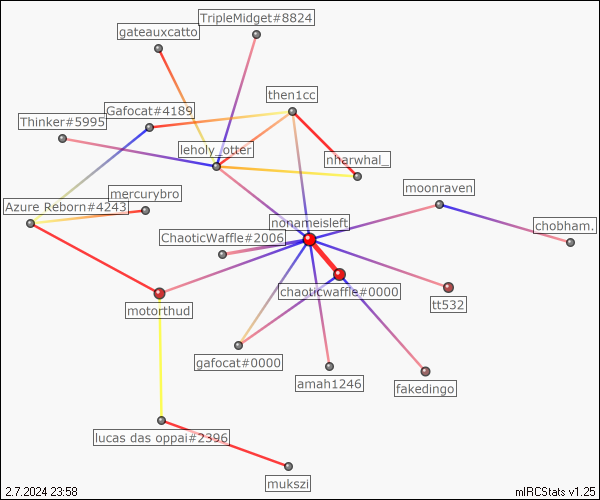 TripleMidget#8824
gateauxcatto
then1cc
Gafocat#4189
Thinker#5995
leholy_otter
nharwhal_
moonraven
mercurybro
Azure Reborn#4243
nonameisleft
chobham.
ChaoticWaffle#2006
chaoticwaffle#0000
tt532
motorthud
gafocat#0000
amah1246
fakedingo
lucas das oppai#2396
mukszi
2.7.2024 23:58
mIRCStats v1.25